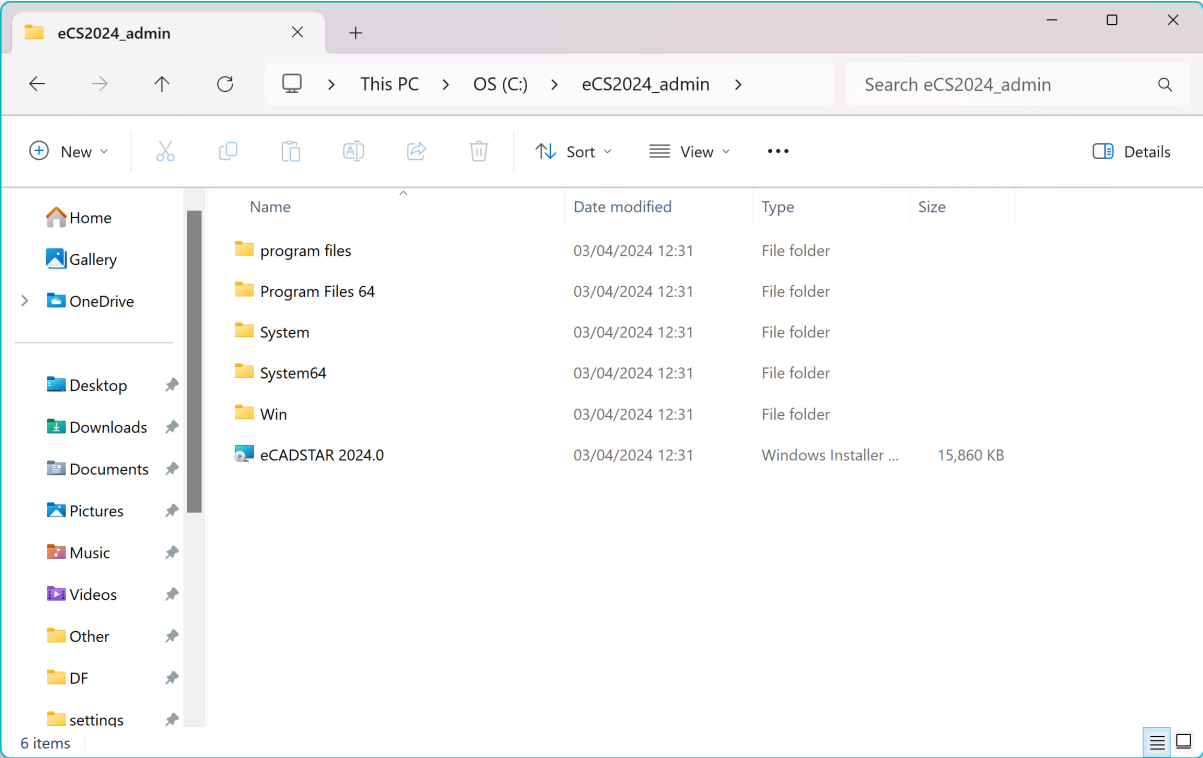 eCS2024_admin
This PC OS (C:) eCS2024_admin Search eCS2024_admin
New Sort View Details
Name Date modified Type Size
program files 03/04/2024 12:31 File folder
Program Files 64 03/04/2024 12:31 File folder
System 03/04/2024 12:31 File folder
System64 03/04/2024 12:31 File folder
Win 03/04/2024 12:31 File folder
eCADSTAR 2024.0 03/04/2024 12:31 Windows Installer ... 15,860 KB
Home
Gallery
OneDrive
Desktop
Downloads
Documents
Pictures
Music
Videos
Other
DF
settings
6 items